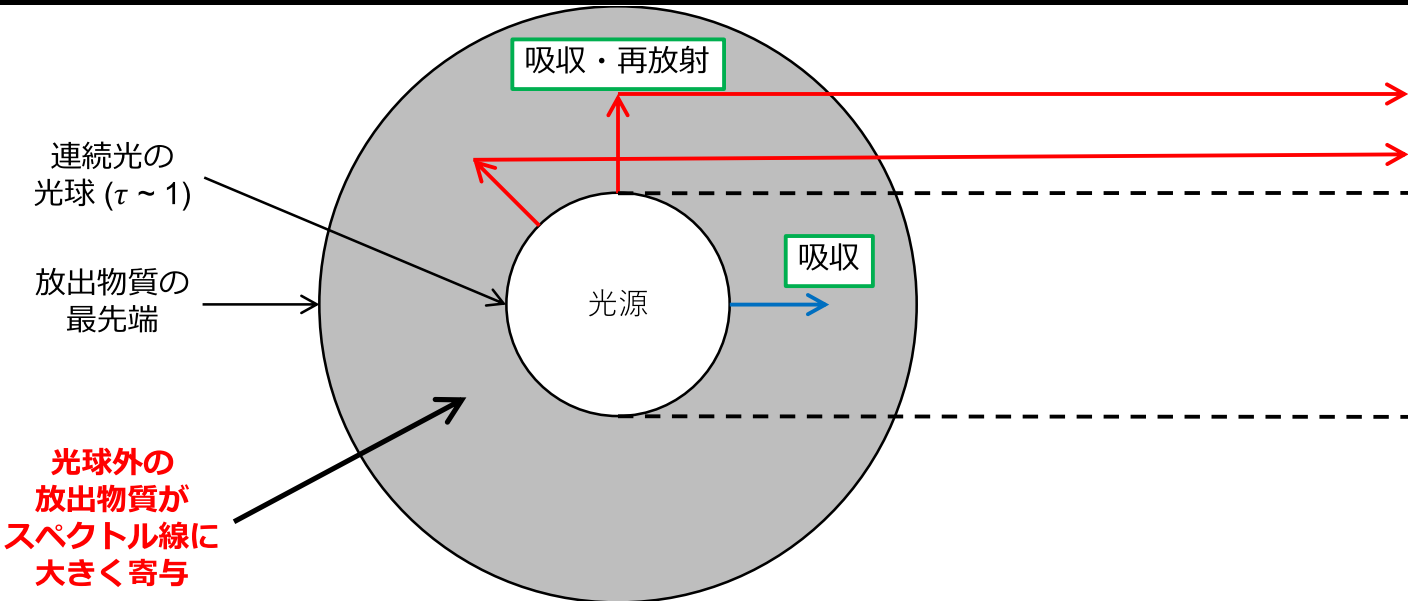 吸収・再放射
連続光の
光球 (τ ~ 1)
吸収
放出物質の
最先端
光源
光球外の
放出物質が
スペクトル線に
大きく寄与